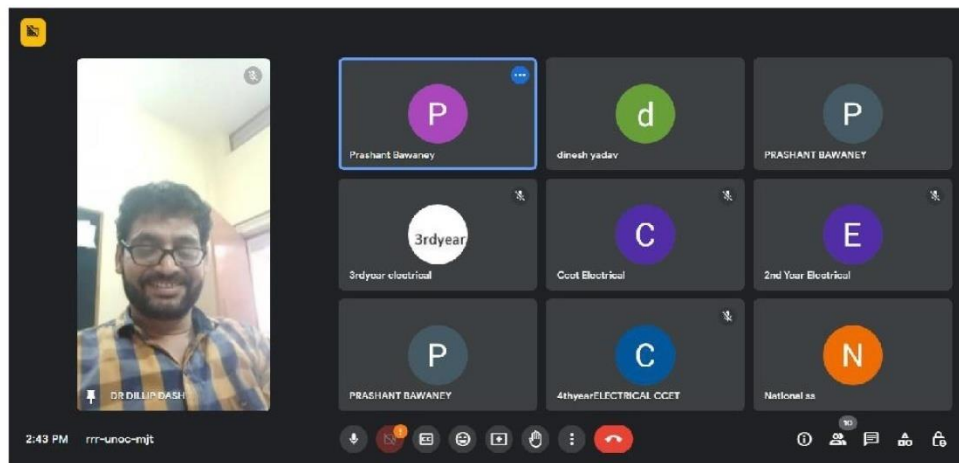 P
Prashant Bawaney
d
dinesh yadav
P
PRASHANT BAWANEY
3rdyear
3rdyear electrical
C
Ccet Electrical
E
2nd Year Electrical
P
PRASHANT BAWANEY
C
4thyearELECTRICAL CCET
N
National ss
DR DILLIP DASH
2:43 PM rrr-unoc-mjt
10